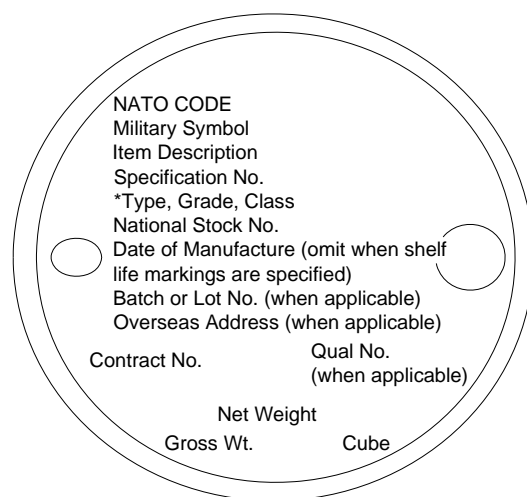 NATO CODE
Military Symbol
Item Description
Specification No.
*Type, Grade, Class
National Stock No.
Date of Manufacture (omit when shelf
life markings are specified)
Batch or Lot No. (when applicable)
Overseas Address (when applicable)
Contract No.
Qual No.
(when applicable)
Net Weight
Gross Wt. Cube